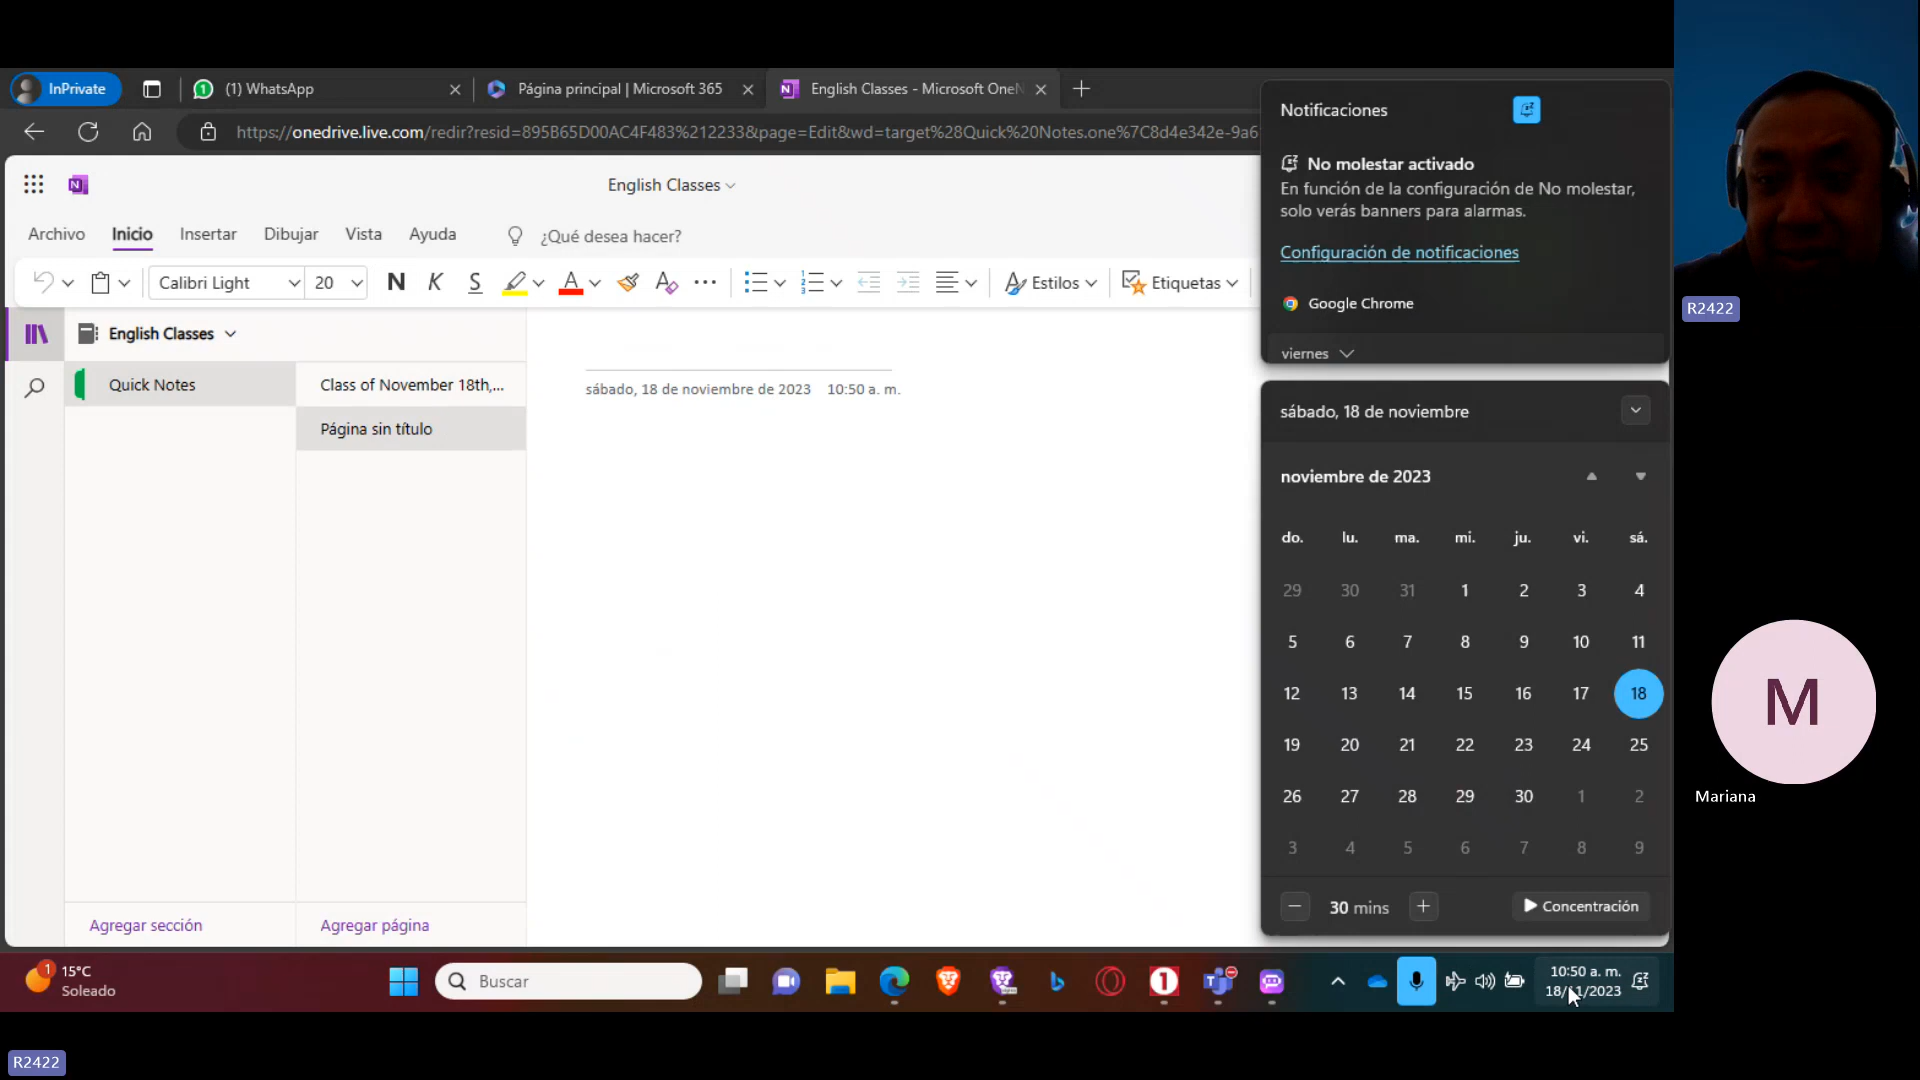 InPrivate
(1) WhatsApp
Página principal | Microsoft 365
English Classes - Microsoft OneN
https://onedrive.live.com/redir?resid=895B65D00AC4F483%212233&page=Edit&wd=target%28Quick%20Notes.one%7C8d4e342e-9a6
English Classes
Archivo Inicio Insertar Dibujar Vista Ayuda ¿Qué desea hacer?
Calibri Light 20 N K S A A Estilos Etiquetas
English Classes
Quick Notes
Class of November 18th,...
Página sin título
sábado, 18 de noviembre de 2023 10:50 a. m.
Agregar sección
Agregar página
Notificaciones
No molestar activado
En función de la configuración de No molestar,
solo verás banners para alarmas.
Configuración de notificaciones
Google Chrome
viernes
sábado, 18 de noviembre
noviembre de 2023
do. lu. ma. mi. ju. vi. sá.
29 30 31 1 2 3 4
5 6 7 8 9 10 11
12 13 14 15 16 17 18
19 20 21 22 23 24 25
26 27 28 29 30 1 2
3 4 5 6 7 8 9
30 mins
Concentración
1
15°C
Soleado
Buscar
10:50 a. m.
18/11/2023
R2422
M
Mariana
R2422